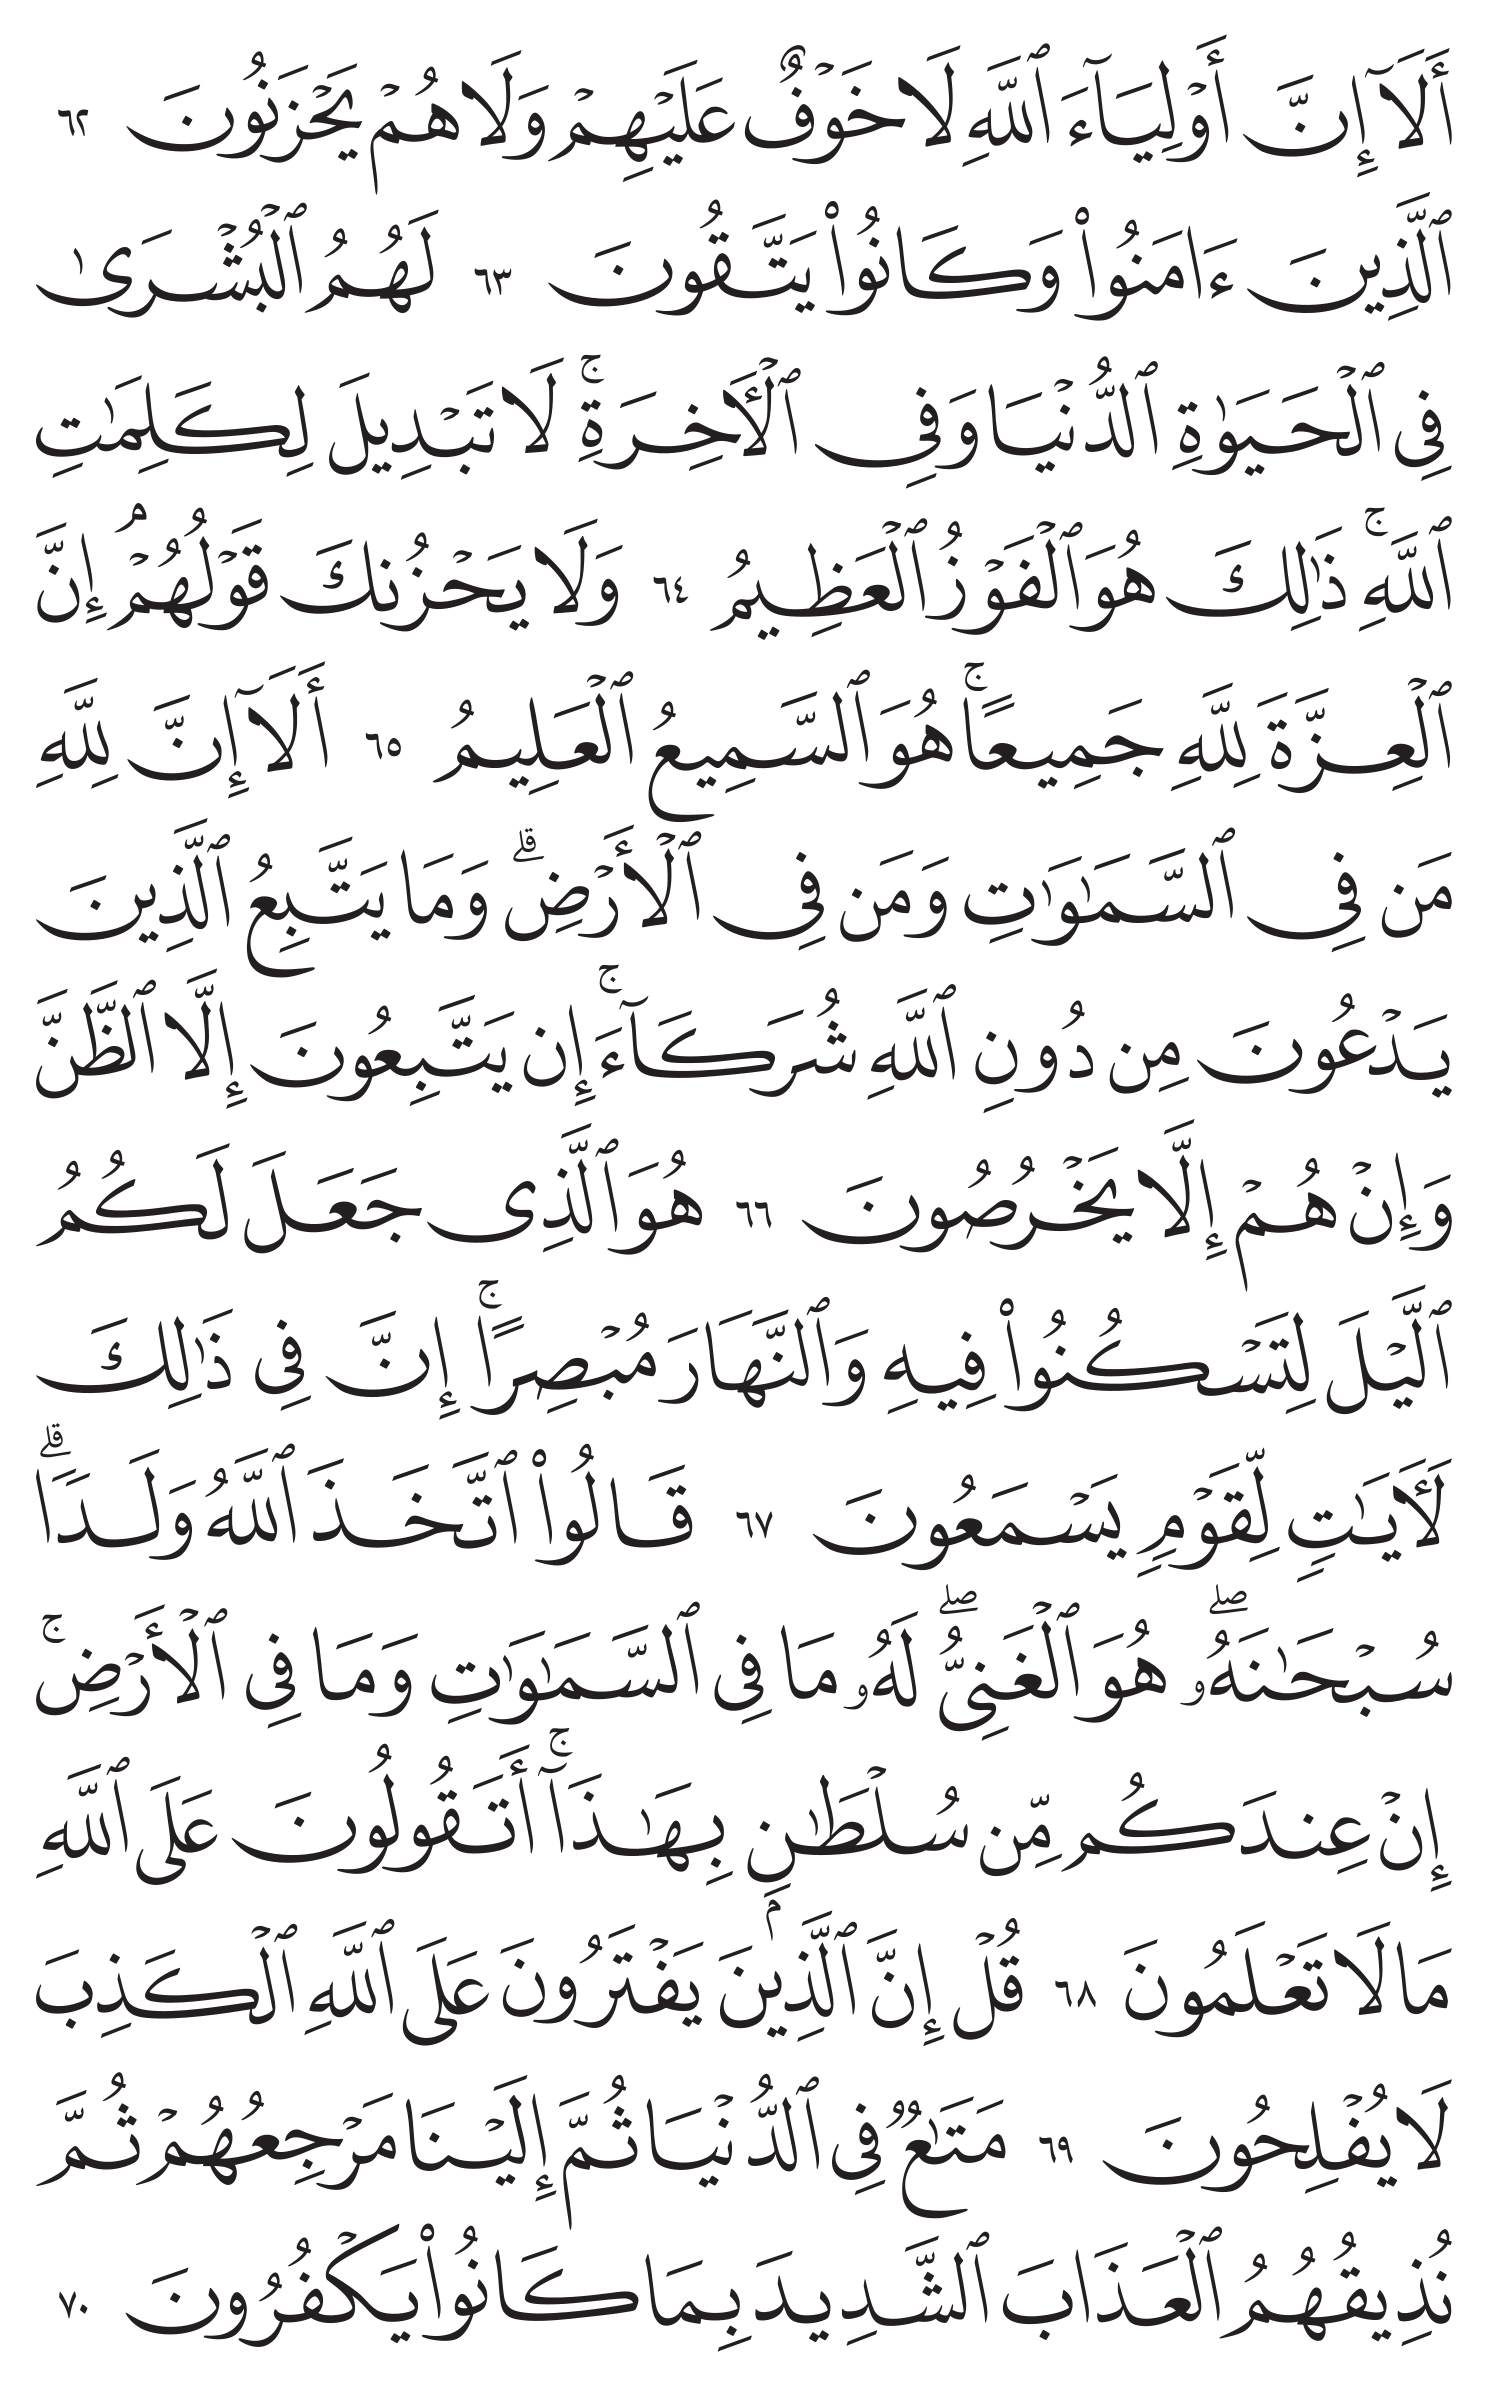 أَلَآ إِنَّ أَوْلِيَآءَ ٱللَّهِ لَا خَوْفٌ عَلَيْهِمْ وَلَا هُمْ يَحْزَنُونَ ٦٢
ٱلَّذِينَ ءَامَنُوا۟ وَكَانُوا۟ يَتَّقُونَ ٦٣ لَهُمُ ٱلْبُشْرَىٰ
فِى ٱلْحَيَوٰةِ ٱلدُّنْيَا وَفِى ٱلْـَٔاخِرَةِ ۚ لَا تَبْدِيلَ لِكَلِمَـٰتِ
ٱللَّهِ ۚ ذَٰلِكَ هُوَ ٱلْفَوْزُ ٱلْعَظِيمُ ٦٤ وَلَا يَحْزُنكَ قَوْلُهُمْ ۘ إِنَّ
ٱلْعِزَّةَ لِلَّهِ جَمِيعًا ۚ هُوَ ٱلسَّمِيعُ ٱلْعَلِيمُ ٦٥ أَلَآ إِنَّ لِلَّهِ
مَن فِى ٱلسَّمَـٰوَٰتِ وَمَن فِى ٱلْأَرْضِ ۗ وَمَا يَتَّبِعُ ٱلَّذِينَ
يَدْعُونَ مِن دُونِ ٱللَّهِ شُرَكَآءَ ۚ إِن يَتَّبِعُونَ إِلَّا ٱلظَّنَّ
وَإِنْ هُمْ إِلَّا يَخْرُصُونَ ٦٦ هُوَ ٱلَّذِى جَعَلَ لَكُمُ
ٱلَّيْلَ لِتَسْكُنُوا۟ فِيهِ وَٱلنَّهَارَ مُبْصِرًا ۚ إِنَّ فِى ذَٰلِكَ
لَـَٔايَـٰتٍ لِّقَوْمٍ يَسْمَعُونَ ٦٧ قَالُوا۟ ٱتَّخَذَ ٱللَّهُ وَلَدًا ۗ
سُبْحَـٰنَهُۥ ۖ هُوَ ٱلْغَنِىُّ ۖ لَهُۥ مَا فِى ٱلسَّمَـٰوَٰتِ وَمَا فِى ٱلْأَرْضِ ۚ
إِنْ عِندَكُم مِّن سُلْطَـٰنٍۭ بِهَـٰذَآ ۚ أَتَقُولُونَ عَلَى ٱللَّهِ
مَا لَا تَعْلَمُونَ ٦٨ قُلْ إِنَّ ٱلَّذِينَ يَفْتَرُونَ عَلَى ٱللَّهِ ٱلْكَذِبَ
لَا يُفْلِحُونَ ٦٩ مَتَـٰعٌ فِى ٱلدُّنْيَا ثُمَّ إِلَيْنَا مَرْجِعُهُمْ ثُمَّ
نُذِيقُهُمُ ٱلْعَذَابَ ٱلشَّدِيدَ بِمَا كَانُوا۟ يَكْفُرُونَ ٧٠